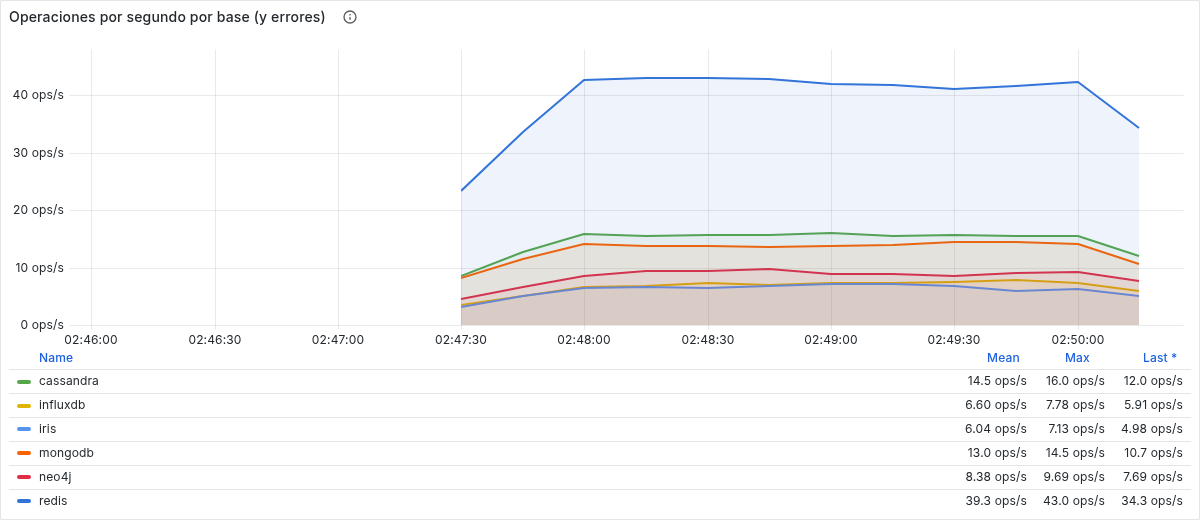 Operaciones por segundo por base (y errores)
40 ops/s
30 ops/s
20 ops/s
10 ops/s
0 ops/s
02:46:00 02:46:30 02:47:00 02:47:30 02:48:00 02:48:30 02:49:00 02:49:30 02:50:00
Name Mean Max Last *
cassandra 14.5 ops/s 16.0 ops/s 12.0 ops/s
influxdb 6.60 ops/s 7.78 ops/s 5.91 ops/s
iris 6.04 ops/s 7.13 ops/s 4.98 ops/s
mongodb 13.0 ops/s 14.5 ops/s 10.7 ops/s
neo4j 8.38 ops/s 9.69 ops/s 7.69 ops/s
redis 39.3 ops/s 43.0 ops/s 34.3 ops/s